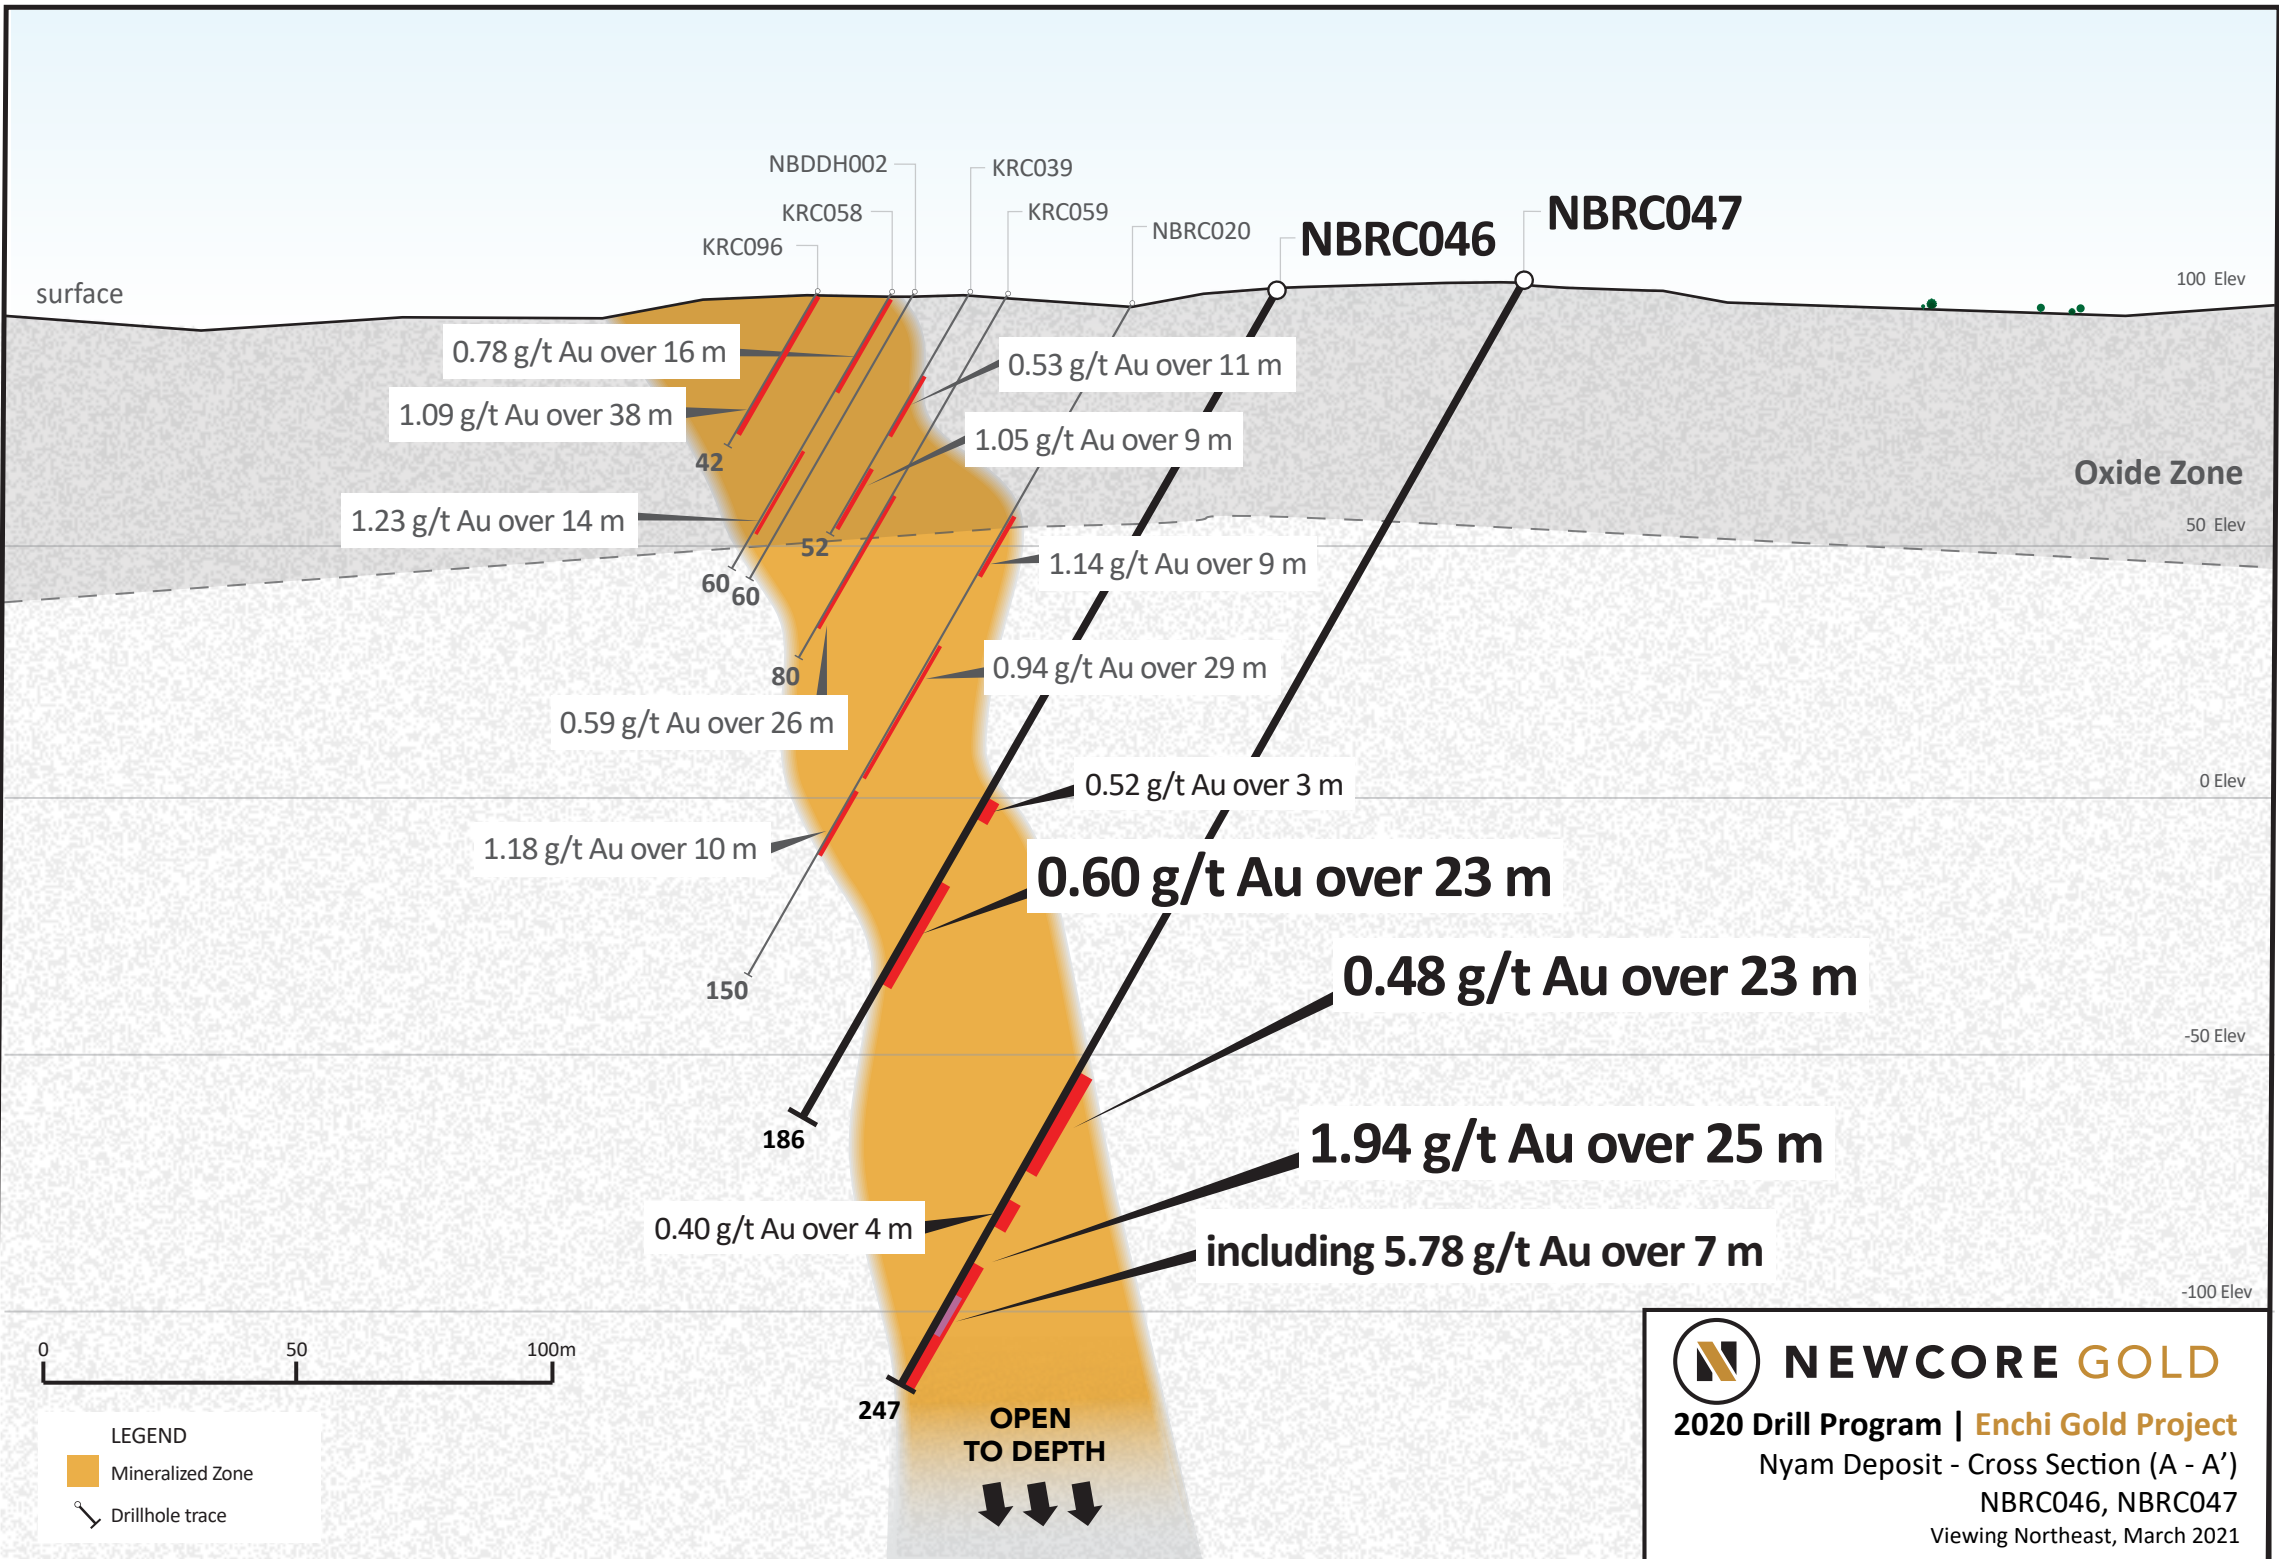 NBDDH002
KRC039
KRC058
KRC059
KRC096
NBRC020
NBRC046
NBRC047
surface
100 Elev
0.78 g/t Au over 16 m
0.53 g/t Au over 11 m
1.09 g/t Au over 38 m
1.05 g/t Au over 9 m
42
Oxide Zone
1.23 g/t Au over 14 m
50 Elev
52
1.14 g/t Au over 9 m
60
60
80
0.94 g/t Au over 29 m
0.59 g/t Au over 26 m
0.52 g/t Au over 3 m
0 Elev
1.18 g/t Au over 10 m
0.60 g/t Au over 23 m
0.48 g/t Au over 23 m
150
-50 Elev
186
1.94 g/t Au over 25 m
0.40 g/t Au over 4 m
including 5.78 g/t Au over 7 m
-100 Elev
0 50 100m
247
OPEN
TO DEPTH
LEGEND
Mineralized Zone
Drillhole trace
N NEWCORE GOLD
2020 Drill Program | Enchi Gold Project
Nyam Deposit - Cross Section (A - A')
NBRC046, NBRC047
Viewing Northeast, March 2021